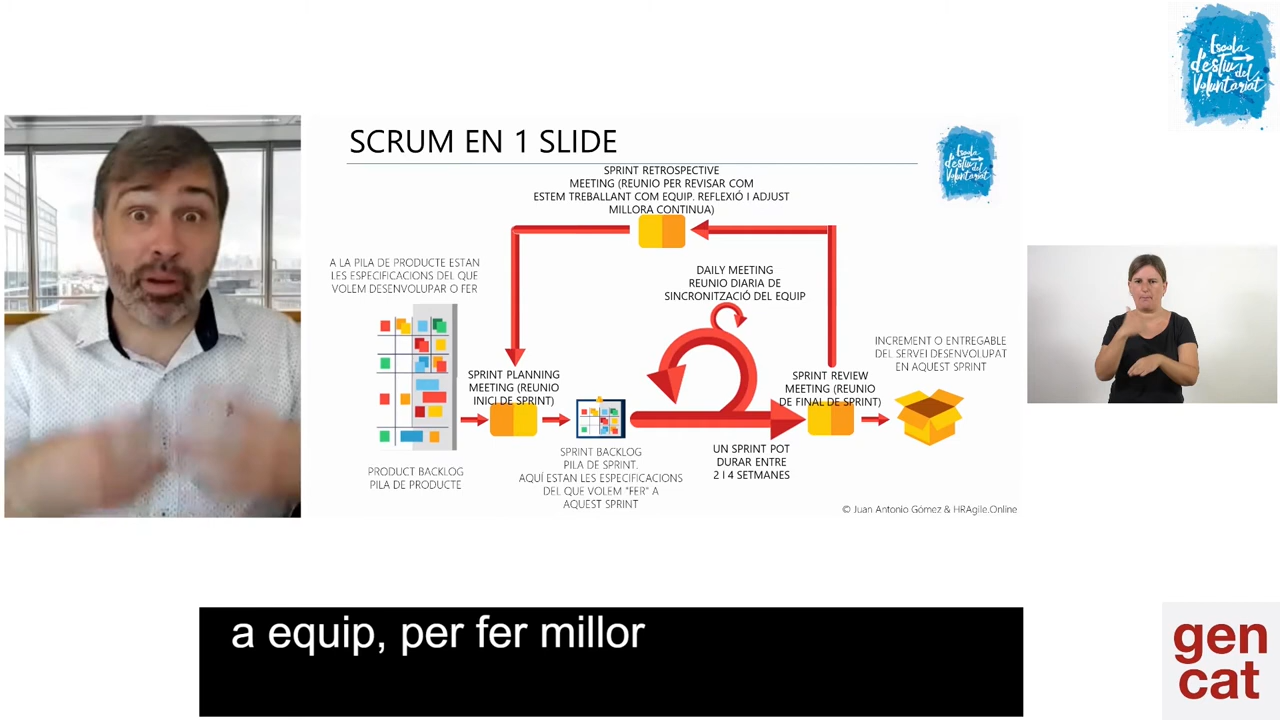 Escola
d'estiu
del
Voluntariat
SCRUM EN 1 SLIDE
Escola
d'estiu
del
Voluntariat
SPRINT RETROSPECTIVE
MEETING (REUNIO PER REVISAR COM
ESTEM TREBALLANT COM EQUIP. REFLEXIÓ I ADJUST
MILLORA CONTINUA)
A LA PILA DE PRODUCTE ESTAN
LES ESPECIFICACIONS DEL QUE
VOLEM DESENVOLUPAR O FER
DAILY MEETING
REUNIO DIARIA DE
SINCRONITZACIÓ DEL EQUIP
INCREMENT O ENTREGABLE
DEL SERVEI DESENVOLUPAT
EN AQUEST SPRINT
SPRINT PLANNING
MEETING (REUNIO
INICI DE SPRINT)
SPRINT REVIEW
MEETING (REUNIO
DE FINAL DE SPRINT)
PRODUCT BACKLOG
PILA DE PRODUCTE
SPRINT BACKLOG
PILA DE SPRINT.
AQUÍ ESTAN LES ESPECIFICACIONS
DEL QUE VOLEM "FER" A
AQUEST SPRINT
UN SPRINT POT
DURAR ENTRE
2 I 4 SETMANES
© Juan Antonio Gómez & HRAgile.Online
a equip, per fer millor
gen
cat